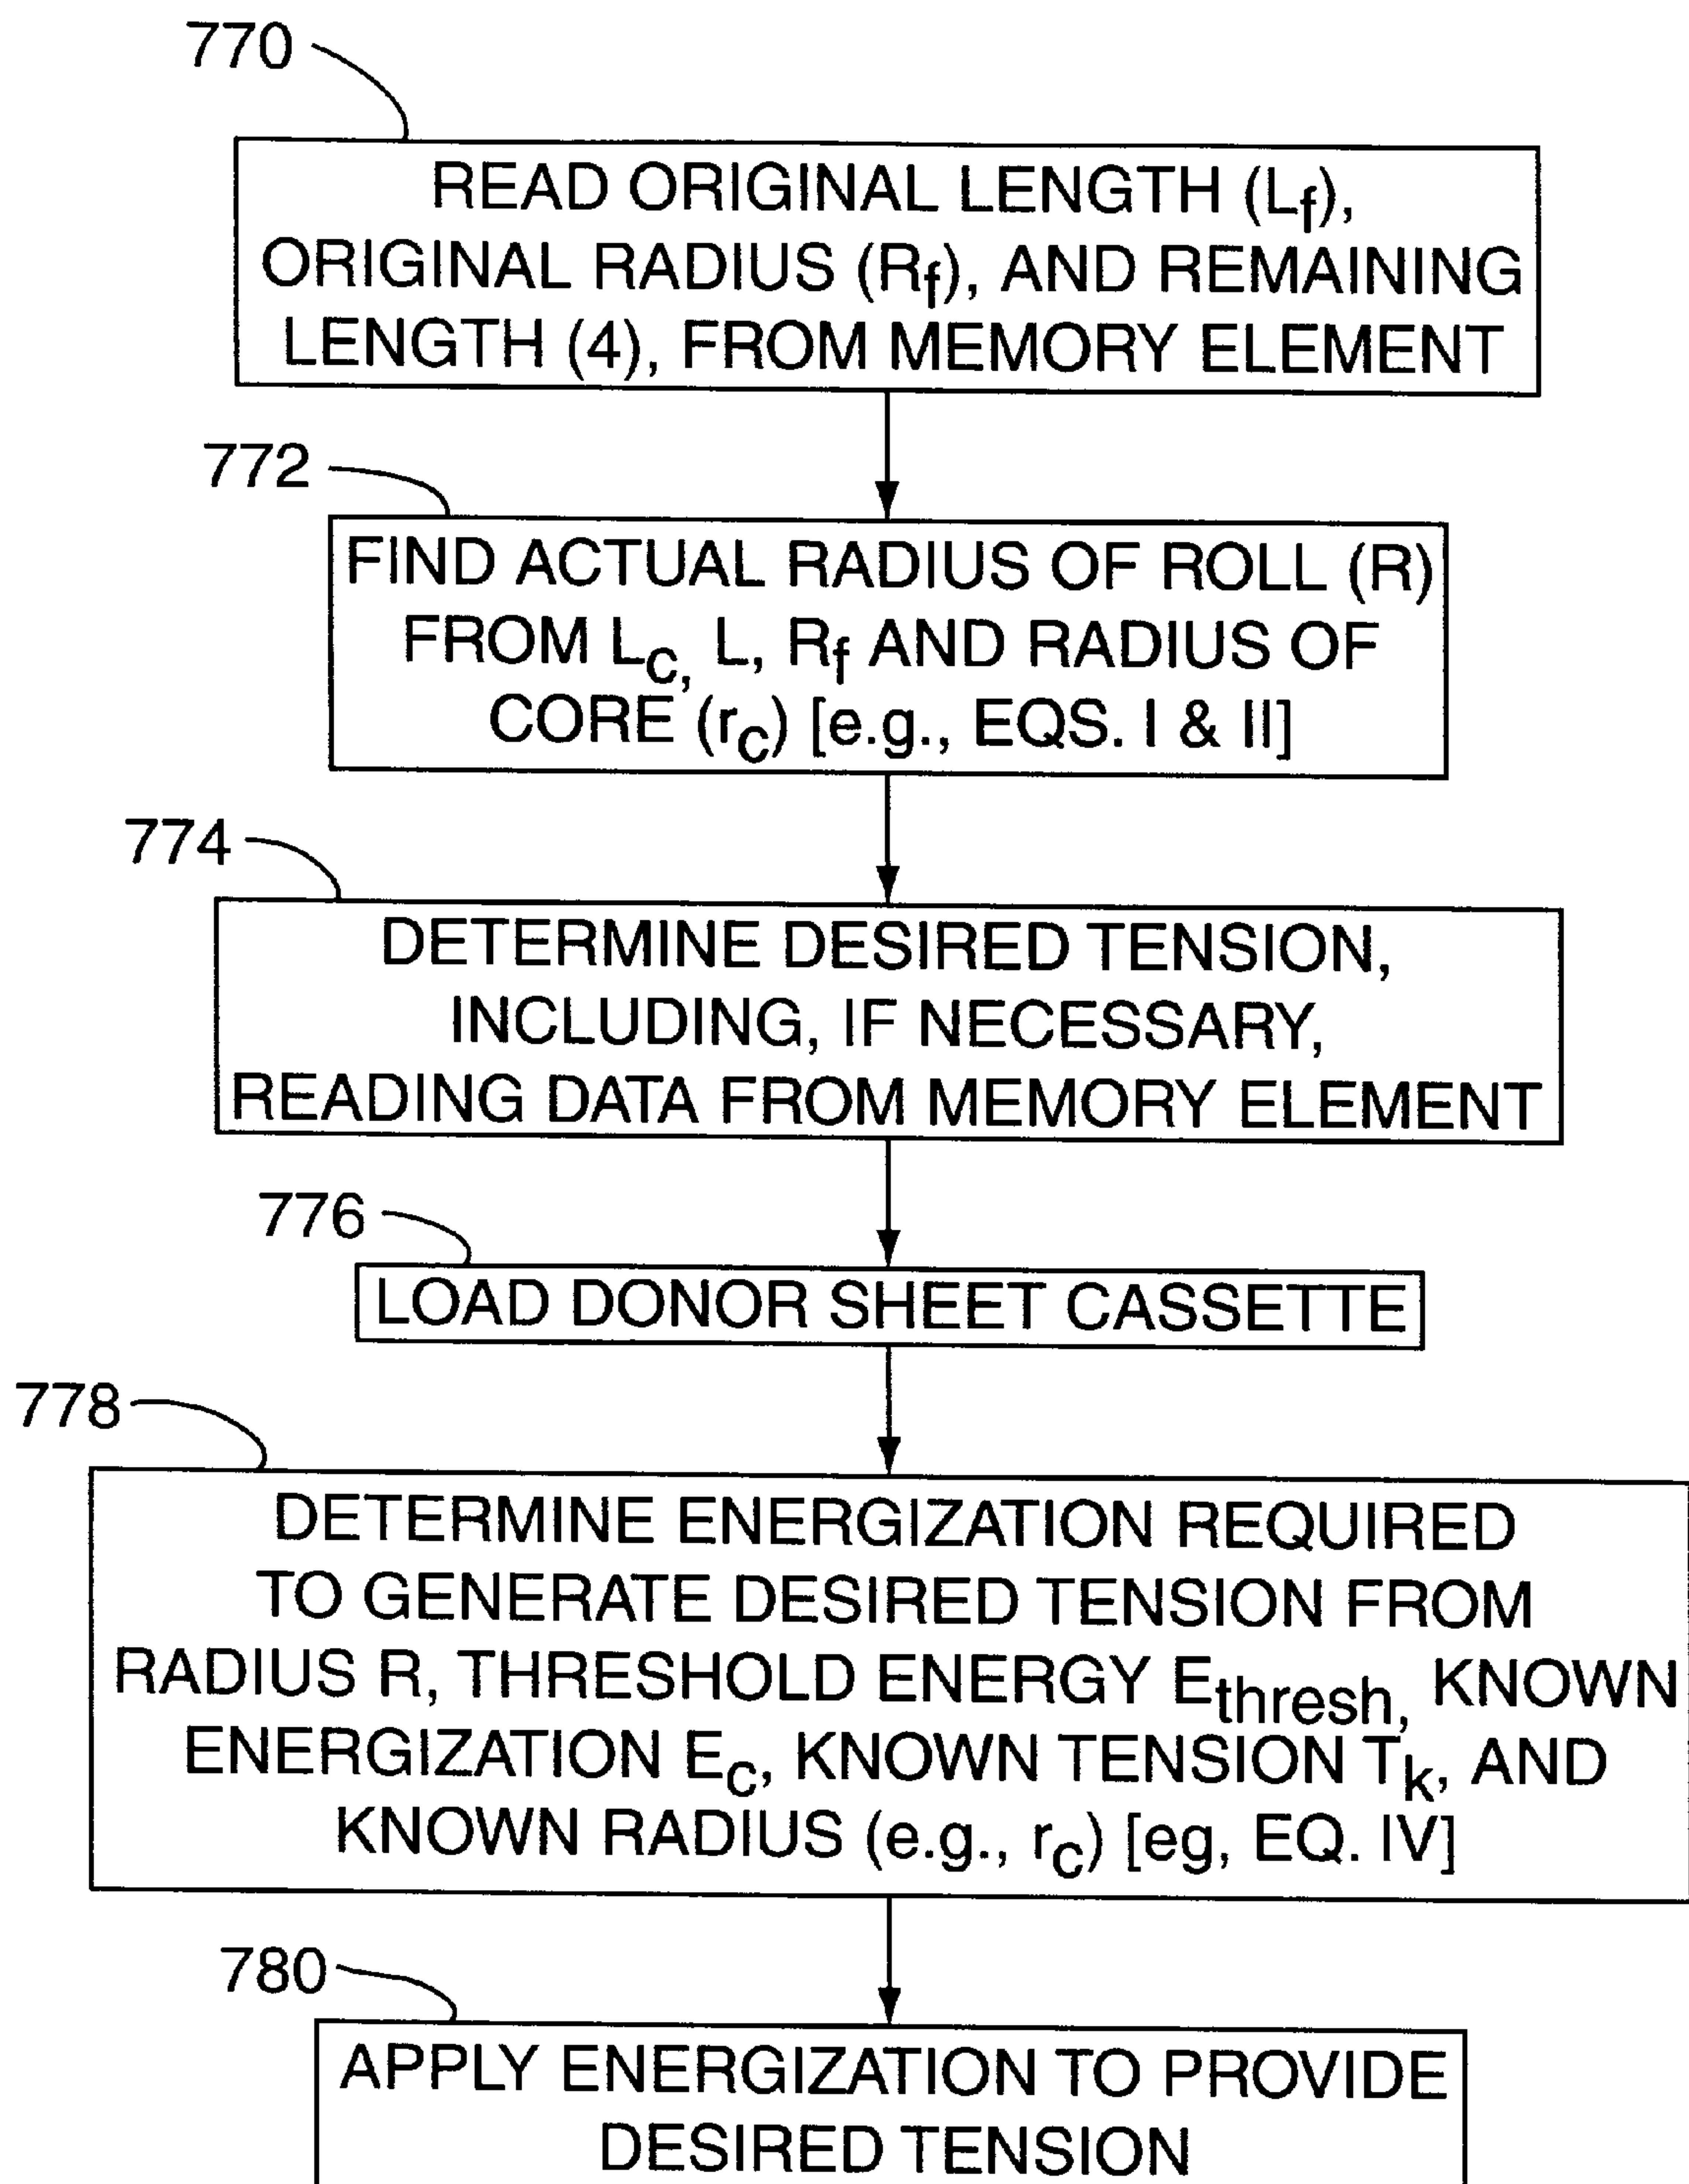 770
READ ORIGINAL LENGTH (Lf),
ORIGINAL RADIUS (Rf), AND REMAINING
LENGTH (4), FROM MEMORY ELEMENT
772
FIND ACTUAL RADIUS OF ROLL (R)
FROM Lc, L, Rf AND RADIUS OF
CORE (rc) [e.g., EQS. I & II]
774
DETERMINE DESIRED TENSION,
INCLUDING, IF NECESSARY,
READING DATA FROM MEMORY ELEMENT
776
LOAD DONOR SHEET CASSETTE
778
DETERMINE ENERGIZATION REQUIRED
TO GENERATE DESIRED TENSION FROM
RADIUS R, THRESHOLD ENERGY Ethresh, KNOWN
ENERGIZATION Ec, KNOWN TENSION Tk, AND
KNOWN RADIUS (e.g., rc) [eg, EQ. IV]
780
APPLY ENERGIZATION TO PROVIDE
DESIRED TENSION